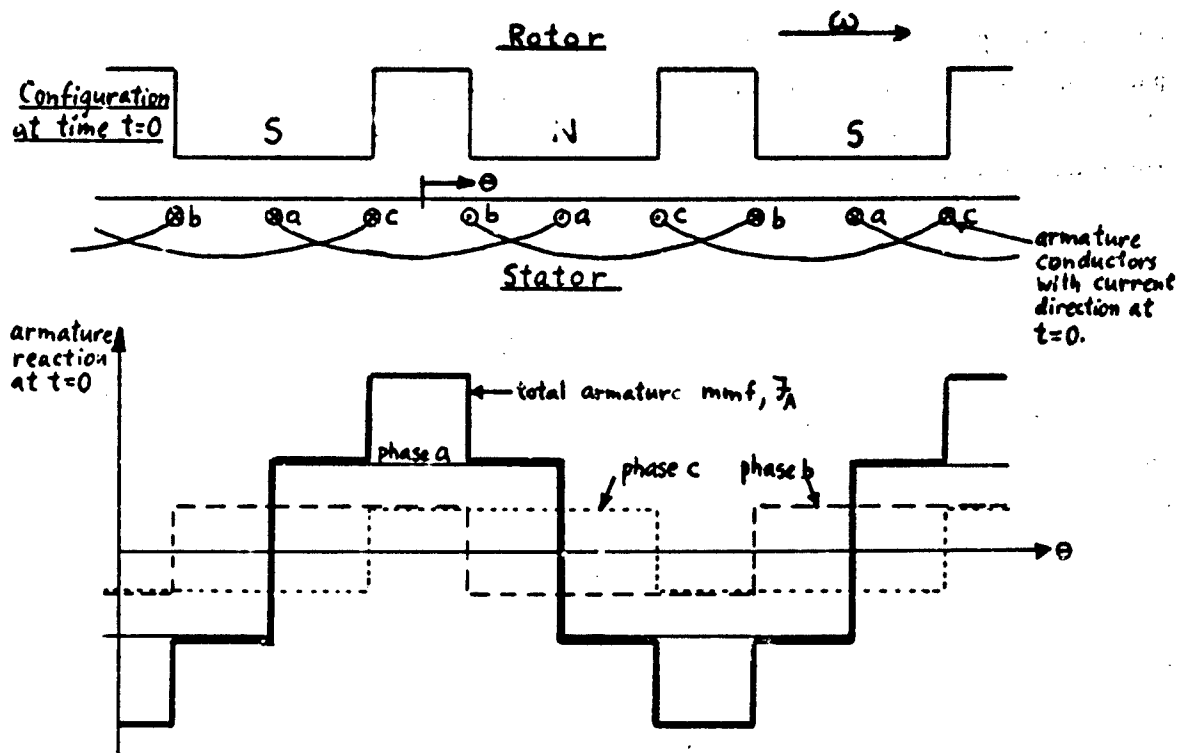 Rotor
ω
Configuration
at time t=0
S
N
S
θ
⊗b ⊗a ⊗c ⊙b ⊙a ⊙c ⊗b ⊗a ⊗c
Stator
armature
conductors
with current
direction at
t=0.
armature
reaction
at t=0
total armature mmf, ℱA
phase a
phase c
phase b
θ